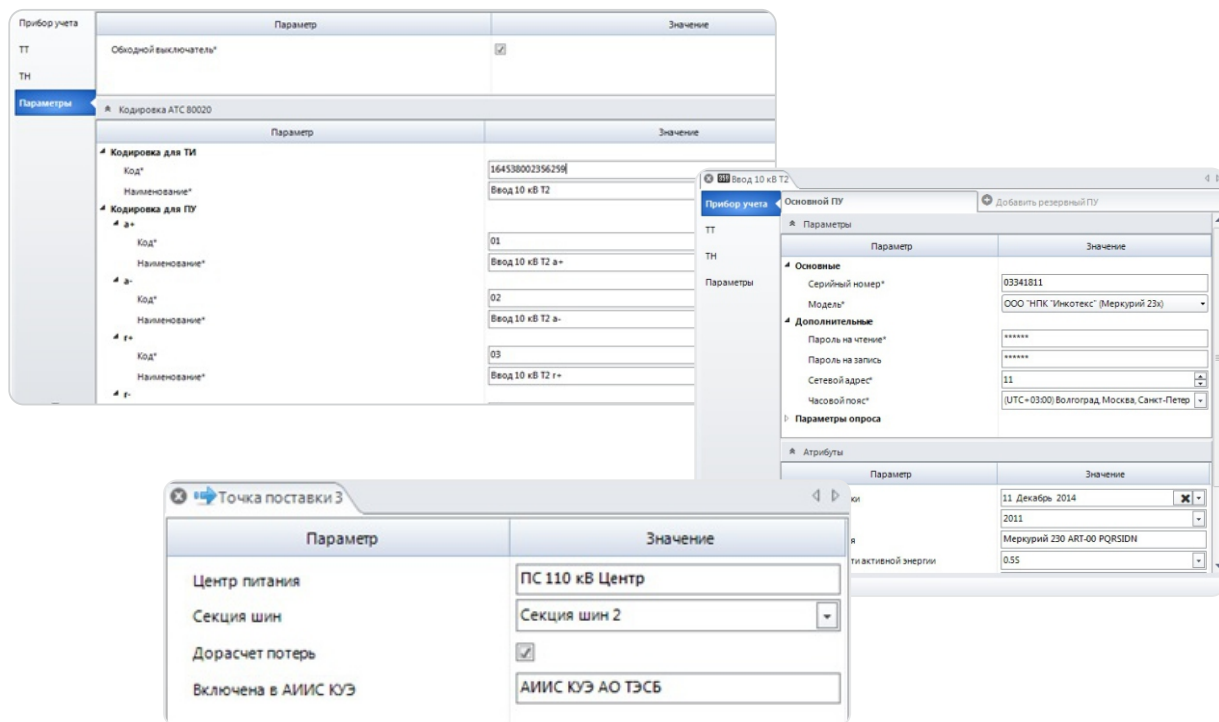 Прибор учета
ТТ
ТН
Параметры
Параметр Значение
Обходной выключатель*
Кодировка АТС 80020
Параметр Значение
Кодировка для ТИ
Код* 164538002356259
Наименование* Ввод 10 кВ Т2
Кодировка для ПУ
a+
Код* 01
Наименование* Ввод 10 кВ Т2 a+
a-
Код* 02
Наименование* Ввод 10 кВ Т2 a-
r+
Код* 03
Наименование* Ввод 10 кВ Т2 r+
r-
Ввод 10 кВ Т2
Прибор учета
ТТ
ТН
Параметры
Основной ПУ Добавить резервный ПУ
Параметры
Параметр Значение
Основные
Серийный номер* 03341811
Модель* ООО "НПК "Инкотекс" (Меркурий 23x)
Дополнительные
Пароль на чтение* ******
Пароль на запись ******
Сетевой адрес* 11
Часовой пояс* (UTC+03:00) Волгоград, Москва, Санкт-Петер
Параметры опроса
Атрибуты
Параметр Значение
ки 11 Декабрь 2014
2011
я Меркурий 230 ART-00 PQRSIDN
ти активной энергии 0.5S
Точка поставки 3
Параметр Значение
Центр питания ПС 110 кВ Центр
Секция шин Секция шин 2
Дорасчет потерь
Включена в АИИС КУЭ АИИС КУЭ АО ТЭСБ